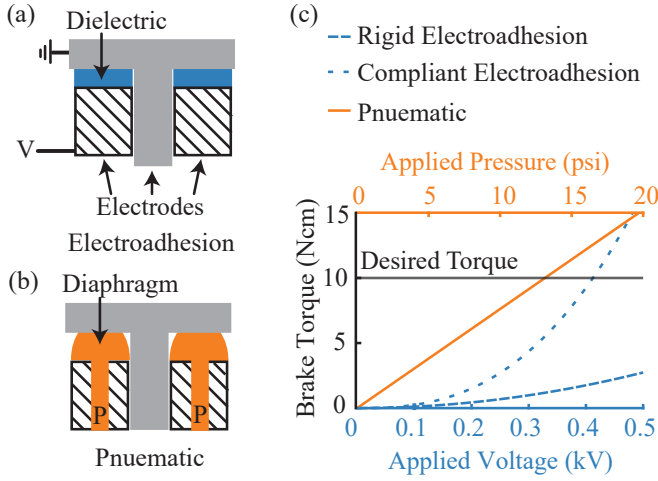 (a)
Dielectric
V
Electrodes
Electroadhesion
(b)
Diaphragm
P P
Pnuematic
(c)
Rigid Electroadhesion
Compliant Electroadhesion
Pnuematic
Applied Pressure (psi)
0 5 10 15 20
15
10
5
0
Brake Torque (Ncm)
Desired Torque
0 0.1 0.2 0.3 0.4 0.5
Applied Voltage (kV)